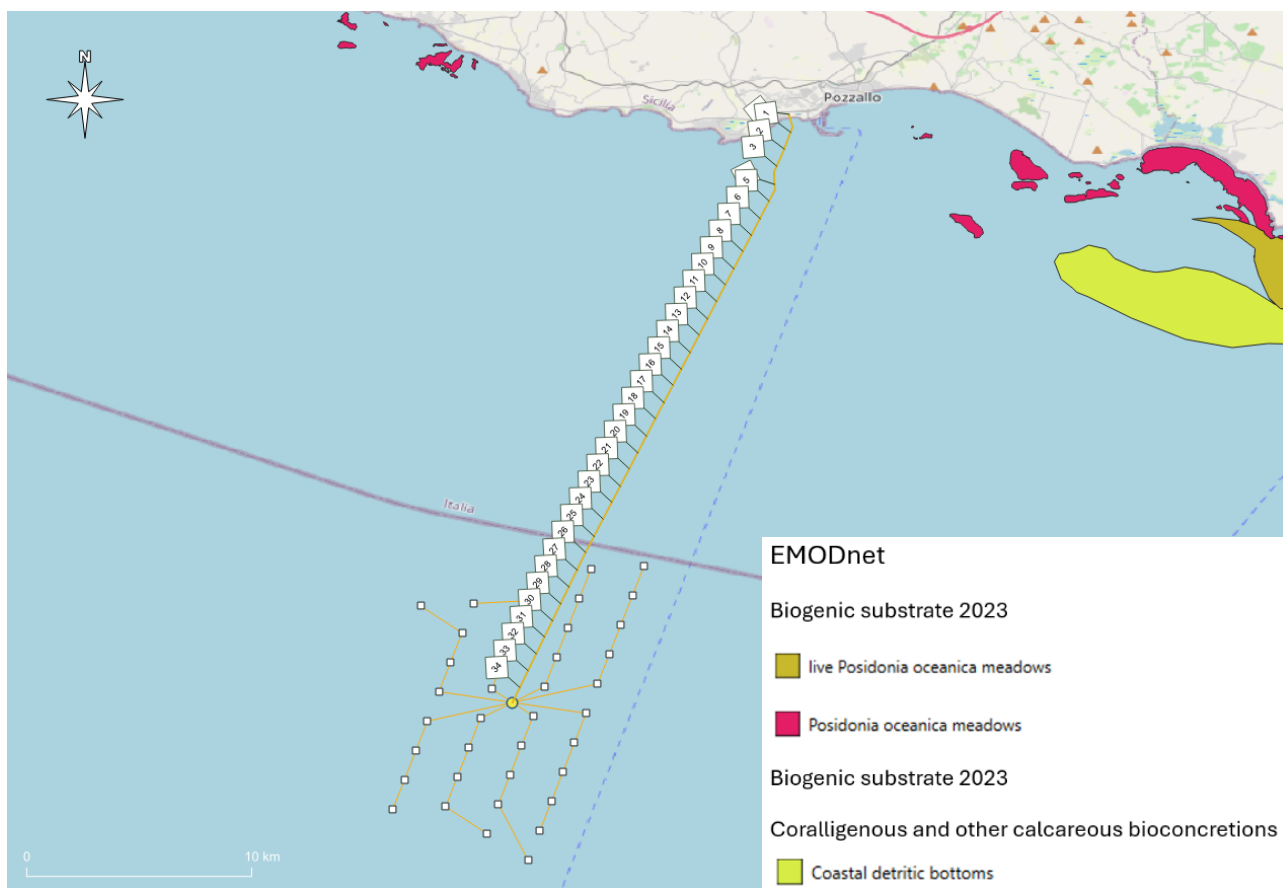 N
Sicilia
Pozzallo
1
2
3
5
6
7
8
9
10
11
12
13
14
15
16
17
18
19
20
21
22
23
24
25
26
27
28
29
30
31
32
33
34
Italia
0
10 km
EMODnet
Biogenic substrate 2023
live Posidonia oceanica meadows
Posidonia oceanica meadows
Biogenic substrate 2023
Coralligenous and other calcareous bioconcretions
Coastal detritic bottoms